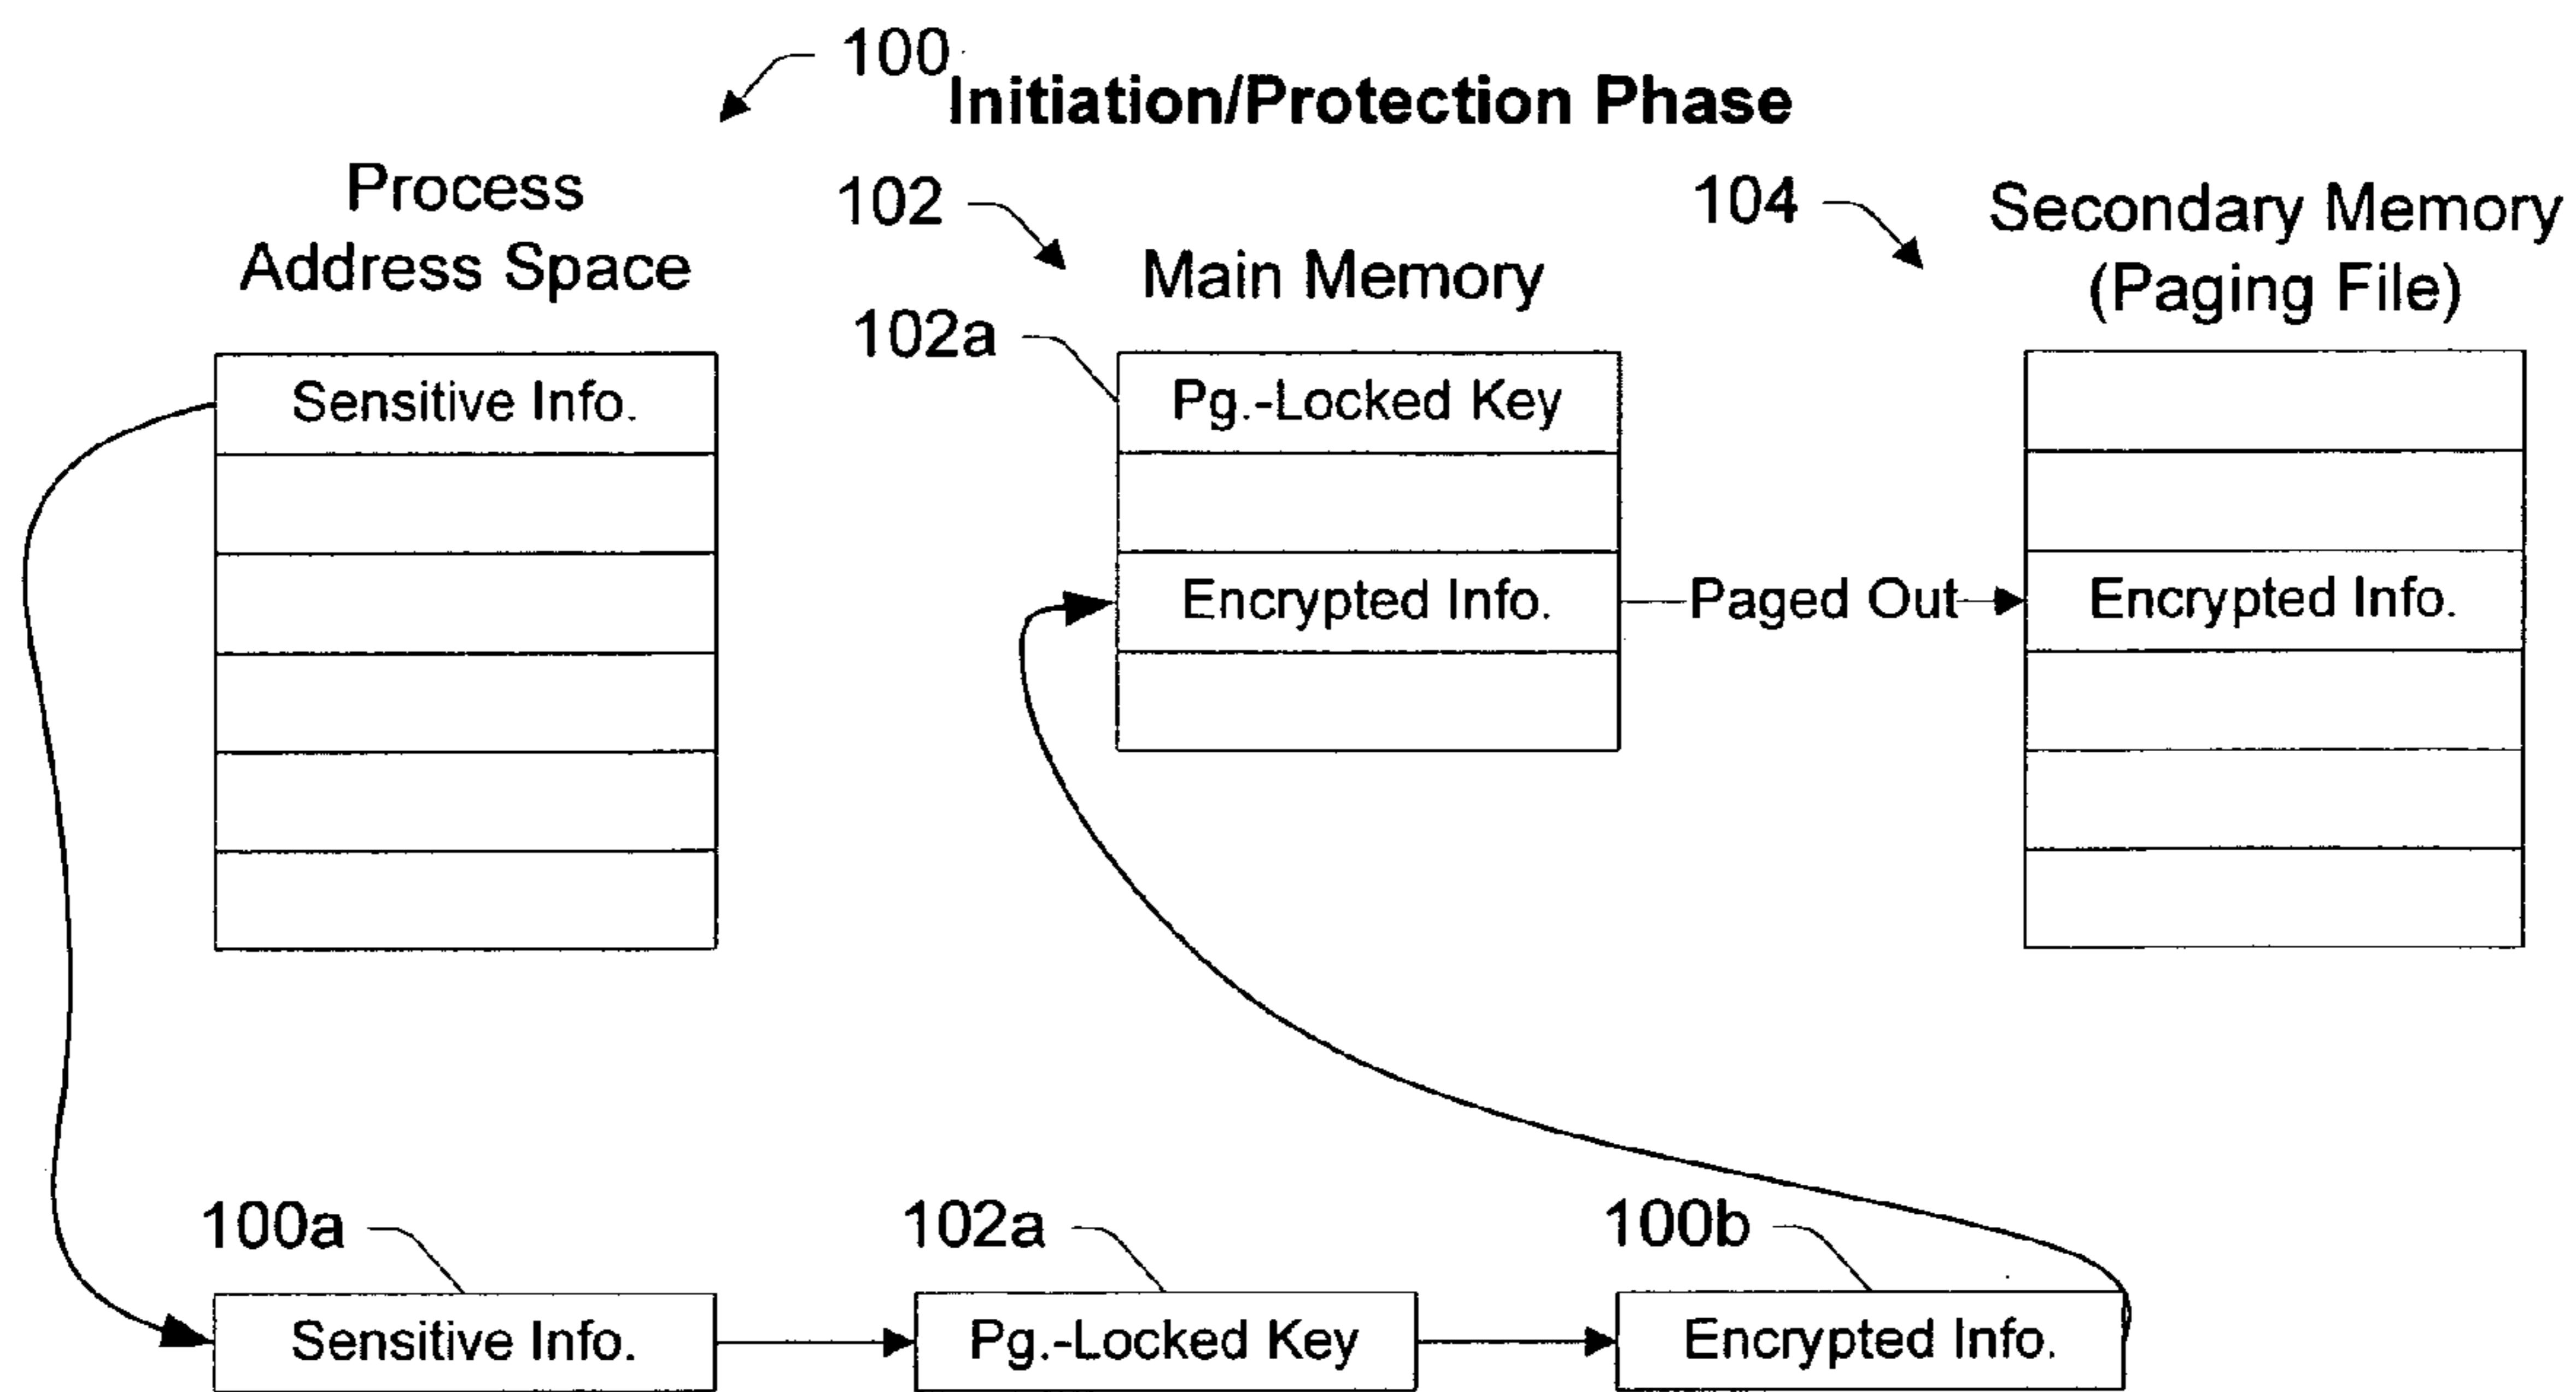 100
Initiation/Protection Phase
Process
Address Space
102
Main Memory
104
Secondary Memory
(Paging File)
102a
Sensitive Info.
Pg.-Locked Key
Encrypted Info.
Paged Out
Encrypted Info.
100a
102a
100b
Sensitive Info.
Pg.-Locked Key
Encrypted Info.